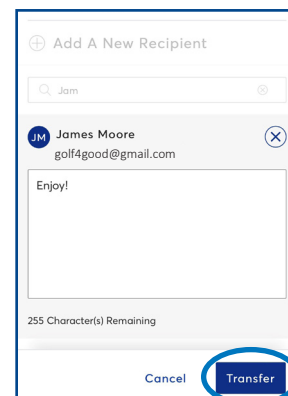 Add A New Recipient
Jam
JM James Moore
golf4good@gmail.com
Enjoy!
255 Character(s) Remaining
Cancel Transfer